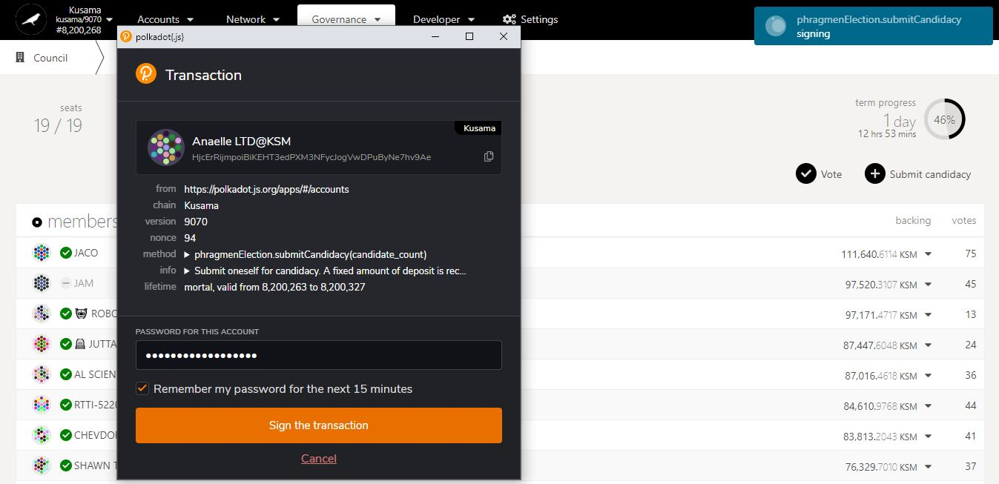 Kusama
kusama/9070
#8,200,268
Accounts
Network
Governance
Developer
Settings
phragmenElection.submitCandidacy
signing
polkadot{.js}
Council
Transaction
seats
19 / 19
term progress
1 day
12 hrs 53 mins
46%
Kusama
Anaelle LTD@KSM
HjcErRijmpoiBiKEHT3edPXM3NFycJogVwDPuByNe7hv9Ae
Vote
Submit candidacy
from https://polkadot.js.org/apps/#/accounts
chain Kusama
version 9070
nonce 94
method phragmenElection.submitCandidacy(candidate_count)
info Submit oneself for candidacy. A fixed amount of deposit is rec...
lifetime mortal, valid from 8,200,263 to 8,200,327
PASSWORD FOR THIS ACCOUNT
Remember my password for the next 15 minutes
Sign the transaction
Cancel
members
backing votes
JACO 111,640.6114 KSM 75
JAM 97,520.3107 KSM 45
ROBO 97,171.4717 KSM 13
JUTTA 87,447.6048 KSM 24
AL SCIEN 87,016.4618 KSM 36
RTTI-522 84,610.9768 KSM 44
CHEVDO 83,813.2043 KSM 41
SHAWN T 76,329.7010 KSM 37